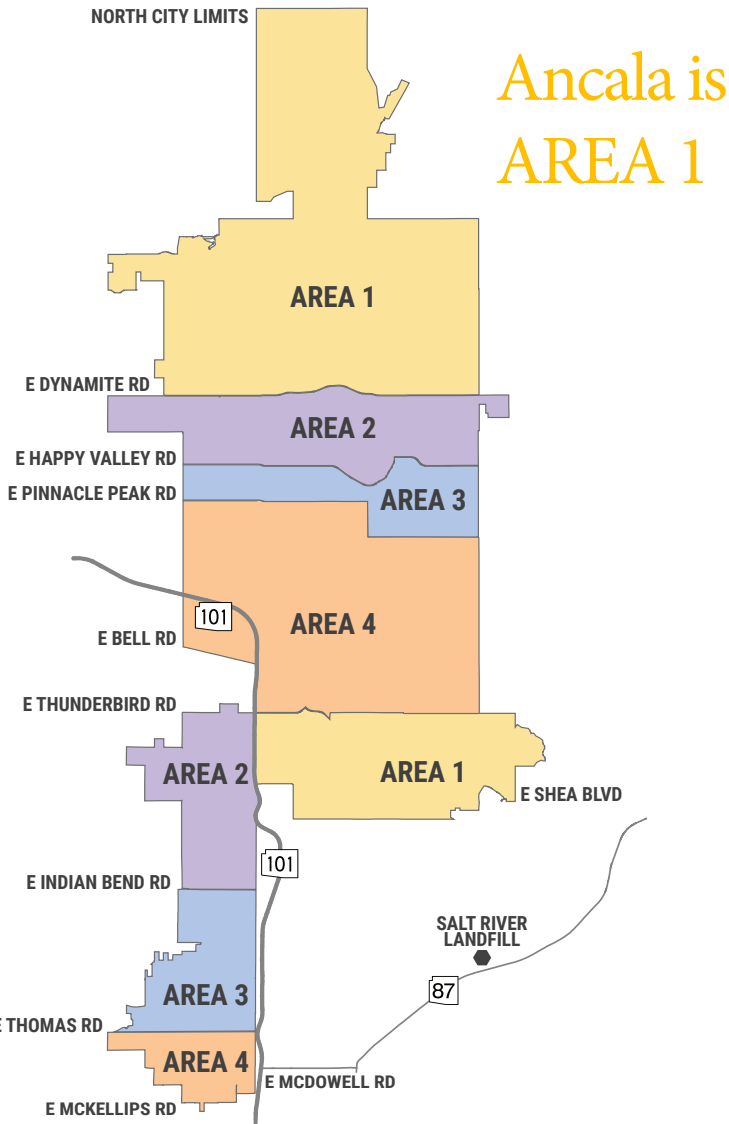 NORTH CITY LIMITS
Ancala is
AREA 1
AREA 1
E DYNAMITE RD
AREA 2
E HAPPY VALLEY RD
E PINNACLE PEAK RD
AREA 3
101
AREA 4
E BELL RD
E THUNDERBIRD RD
AREA 2
AREA 1
E SHEA BLVD
101
E INDIAN BEND RD
SALT RIVER
LANDFILL
87
AREA 3
E THOMAS RD
AREA 4
E MCDOWELL RD
E MCKELLIPS RD